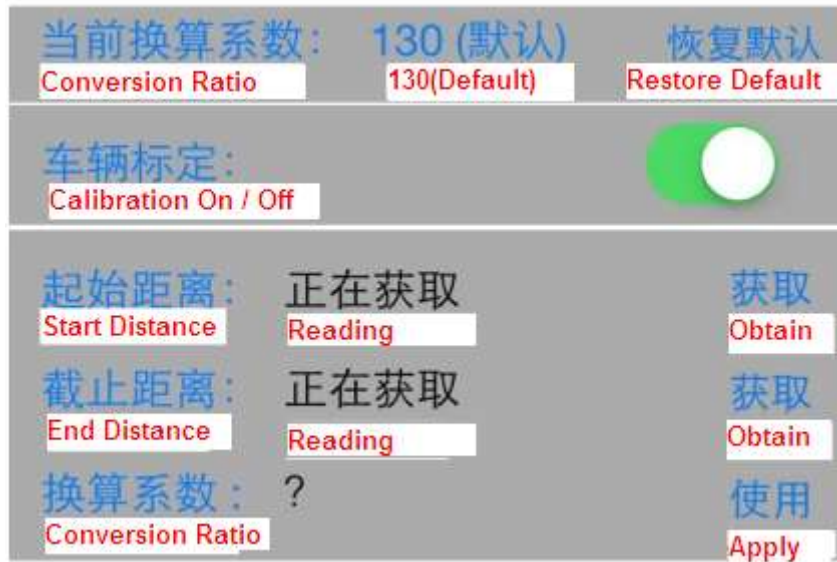 当前换算系数： 130 (默认) 恢复默认
Conversion Ratio 130(Default) Restore Default
车辆标定：
Calibration On / Off
起始距离： 正在获取 获取
Start Distance Reading Obtain
截止距离： 正在获取 获取
End Distance Reading Obtain
换算系数： ? 使用
Conversion Ratio Apply